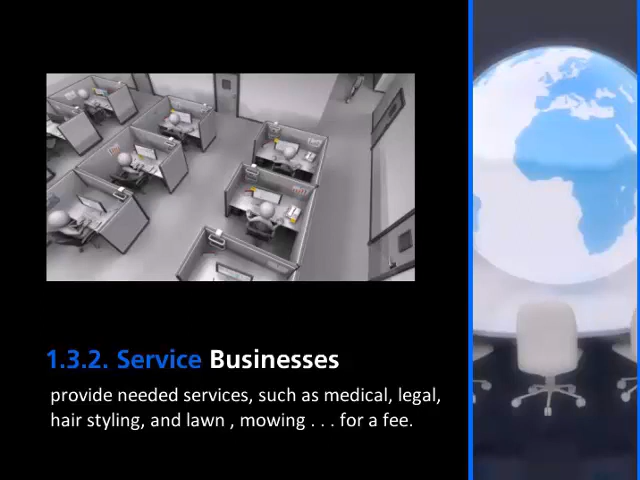 1.3.2. Service Businesses
provide needed services, such as medical, legal,
hair styling, and lawn , mowing . . . for a fee.